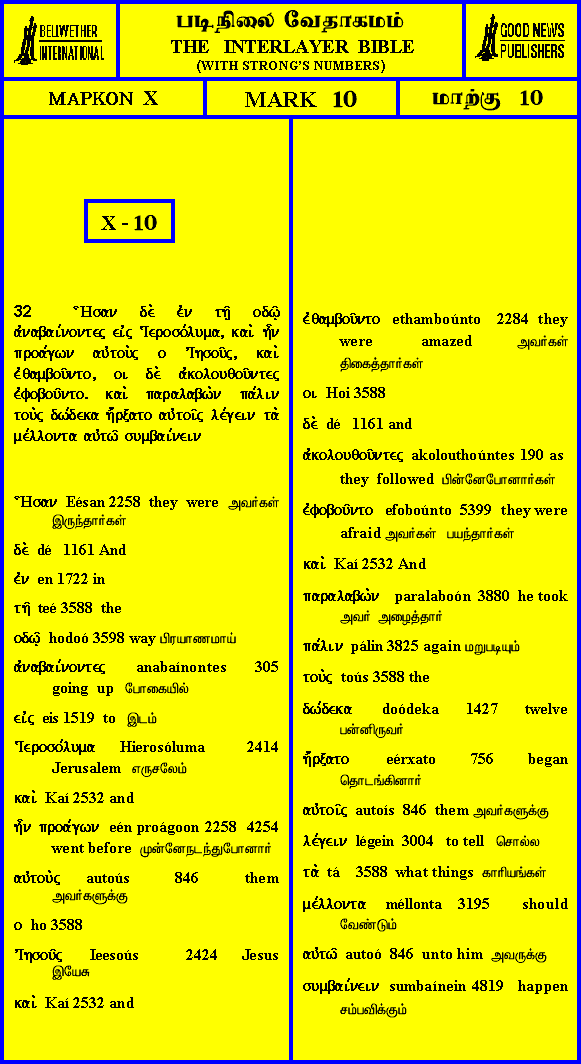 BELLWETHER
INTERNATIONAL
படிநிலை வேதாகமம்
THE INTERLAYER BIBLE
(WITH STRONG'S NUMBERS)
GOOD NEWS
PUBLISHERS
ΜΑΡΚΟΝ Χ
MARK 10
மாற்கு 10
X - 10
32 Ἦσαν δὲ ἐν τῇ οδῷ
ἀναβαίνοντες εἰς Ἱεροσόλυμα, καὶ ἦν
προάγων αὐτοὺς ο Ἰησοῦς, καὶ
ἐθαμβοῦντο, οι δὲ ἀκολουθοῦντες
ἐφοβοῦντο. καὶ παραλαβὼν πάλιν
τοὺς δώδεκα ἤρξατο αὐτοῖς λέγειν τὰ
μέλλοντα αὐτῶ συμβαίνειν
Ἦσαν Eésan 2258 they were அவர்கள்
இருந்தார்கள்
δὲ dé 1161 And
ἐν en 1722 in
τῇ teé 3588 the
οδῷ hodoó 3598 way பிரயாணமாய்
ἀναβαίνοντες anabaínontes 305
going up போகையில்
εἰς eis 1519 to இடம்
Ἱεροσόλυμα Hierosóluma 2414
Jerusalem எருசலேம்
καὶ Kaí 2532 and
ἦν προάγων eén proágoon 2258 4254
went before முன்னேநடந்துபோனார்
αὐτοὺς autoús 846 them
அவர்களுக்கு
ο ho 3588
Ἰησοῦς Ieesoús 2424 Jesus
இயேசு
καὶ Kaí 2532 and
ἐθαμβοῦντο ethamboúnto 2284 they
were amazed அவர்கள்
திகைத்தார்கள்
οι Hoi 3588
δὲ dé 1161 and
ἀκολουθοῦντες akolouthoúntes 190 as
they followed பின்னேபோனார்கள்
ἐφοβοῦντο efoboúnto 5399 they were
afraid அவர்கள் பயந்தார்கள்
καὶ Kaí 2532 And
παραλαβὼν paralaboón 3880 he took
அவர் அழைத்தார்
πάλιν pálin 3825 again மறுபடியும்
τοὺς toús 3588 the
δώδεκα doódeka 1427 twelve
பன்னிருவர்
ἤρξατο eérxato 756 began
தொடங்கினார்
αὐτοῖς autoís 846 them அவர்களுக்கு
λέγειν légein 3004 to tell சொல்ல
τὰ tá 3588 what things காரியங்கள்
μέλλοντα méllonta 3195 should
வேண்டும்
αὐτῶ autoó 846 unto him அவருக்கு
συμβαίνειν sumbaínein 4819 happen
சம்பவிக்கும்